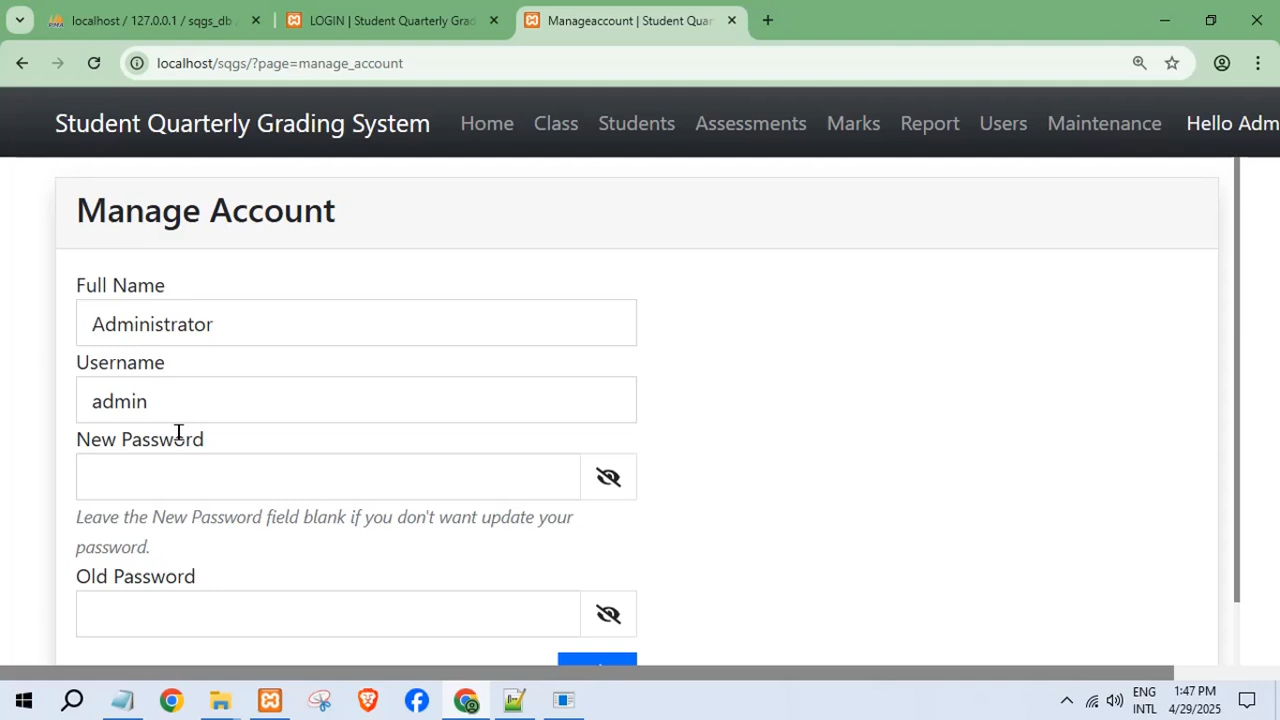 localhost / 127.0.0.1 / sqgs_db
LOGIN | Student Quarterly Grad
Manageaccount | Student Quar
localhost/sqgs/?page=manage_account
Student Quarterly Grading System
Home
Class
Students
Assessments
Marks
Report
Users
Maintenance
Hello Adm
Manage Account
Full Name
Administrator
Username
admin
New Password
Leave the New Password field blank if you don't want update your
password.
Old Password
ENG
INTL
1:47 PM
4/29/2025